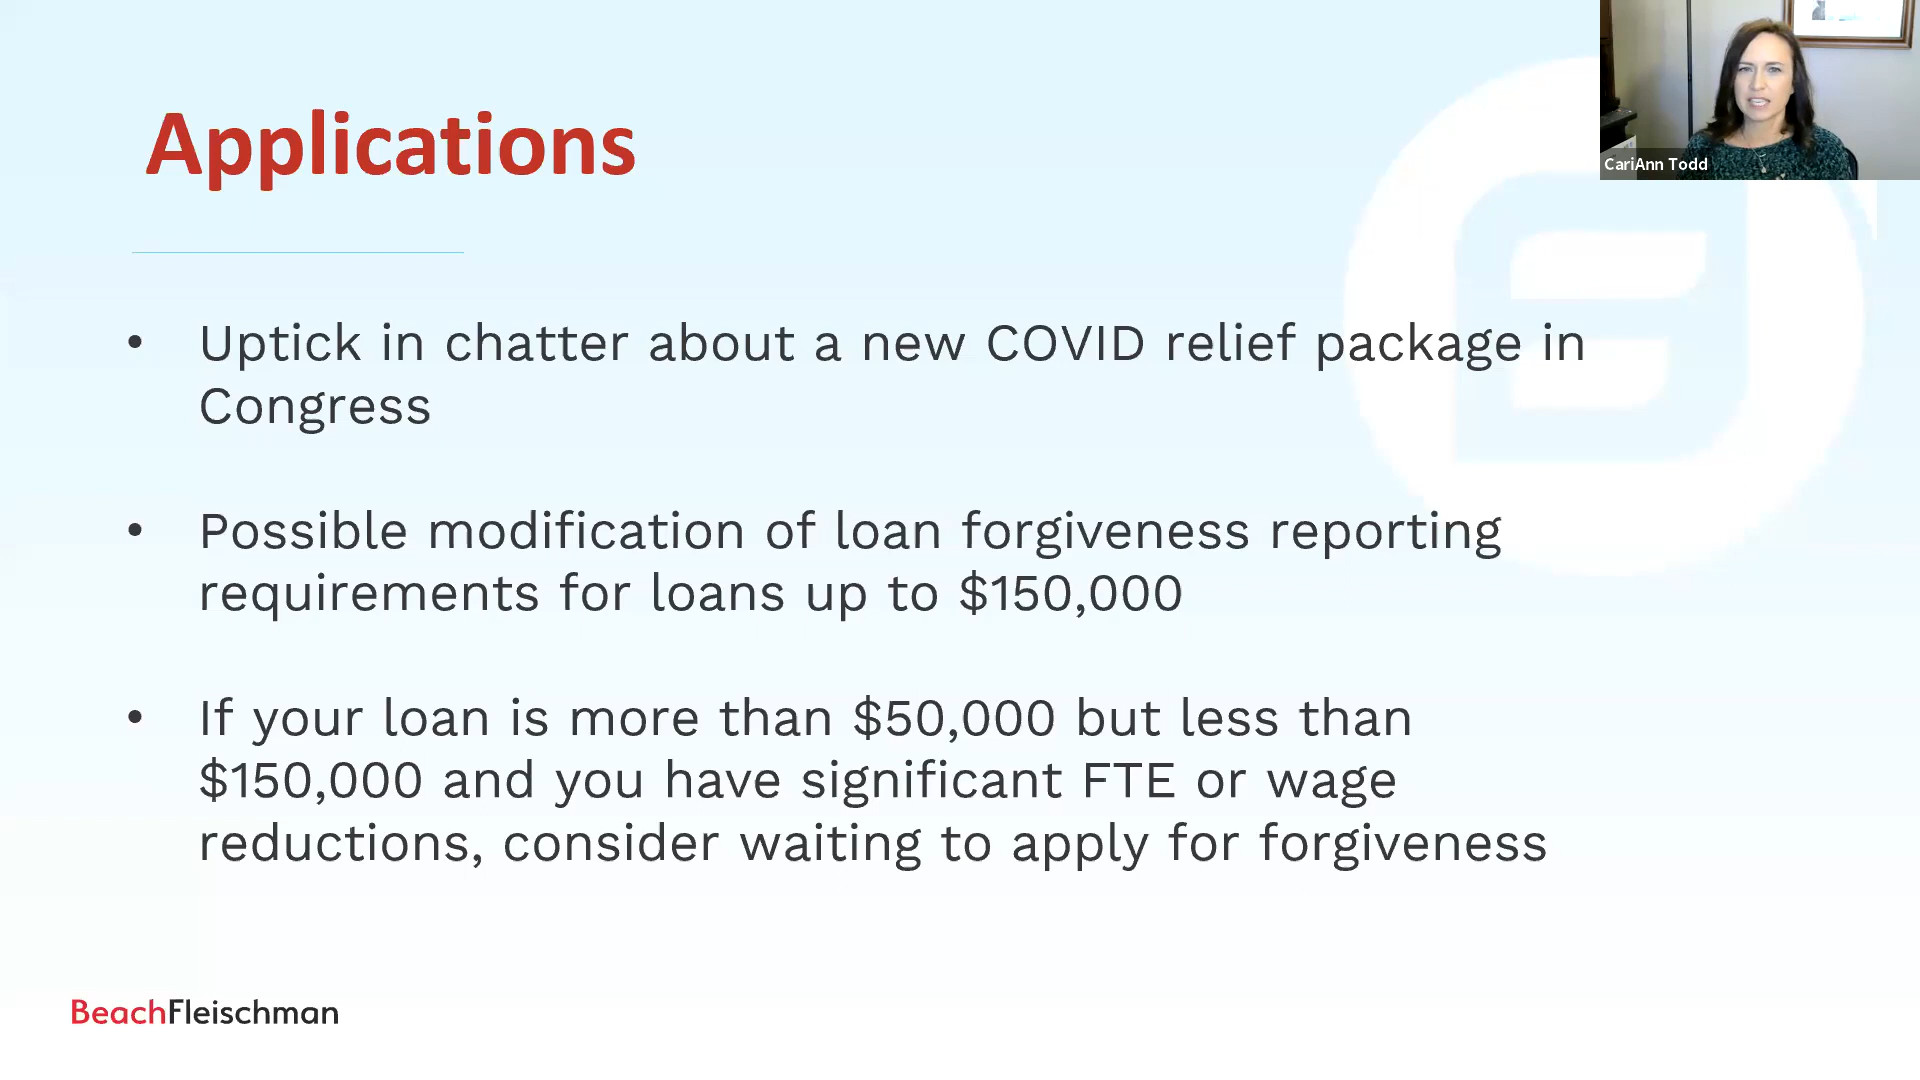 Applications
CariAnn Todd
• Uptick in chatter about a new COVID relief package in
Congress
• Possible modification of loan forgiveness reporting
requirements for loans up to $150,000
• If your loan is more than $50,000 but less than
$150,000 and you have significant FTE or wage
reductions, consider waiting to apply for forgiveness
BeachFleischman